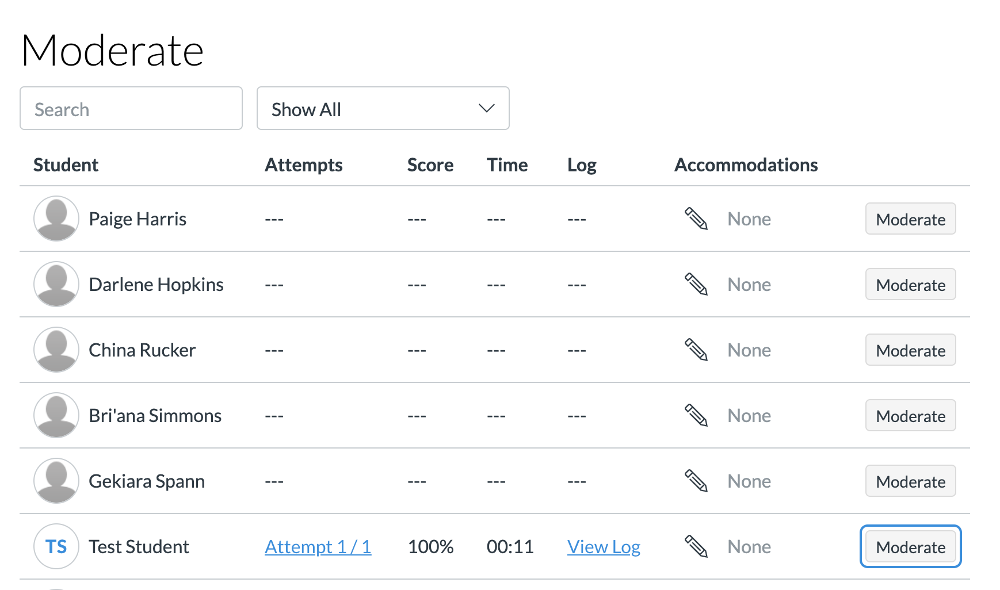 Moderate
Search
Show All
Student Attempts Score Time Log Accommodations
Paige Harris --- --- --- --- None Moderate
Darlene Hopkins --- --- --- --- None Moderate
China Rucker --- --- --- --- None Moderate
Bri'ana Simmons --- --- --- --- None Moderate
Gekiara Spann --- --- --- --- None Moderate
TS Test Student Attempt 1 / 1 100% 00:11 View Log None Moderate